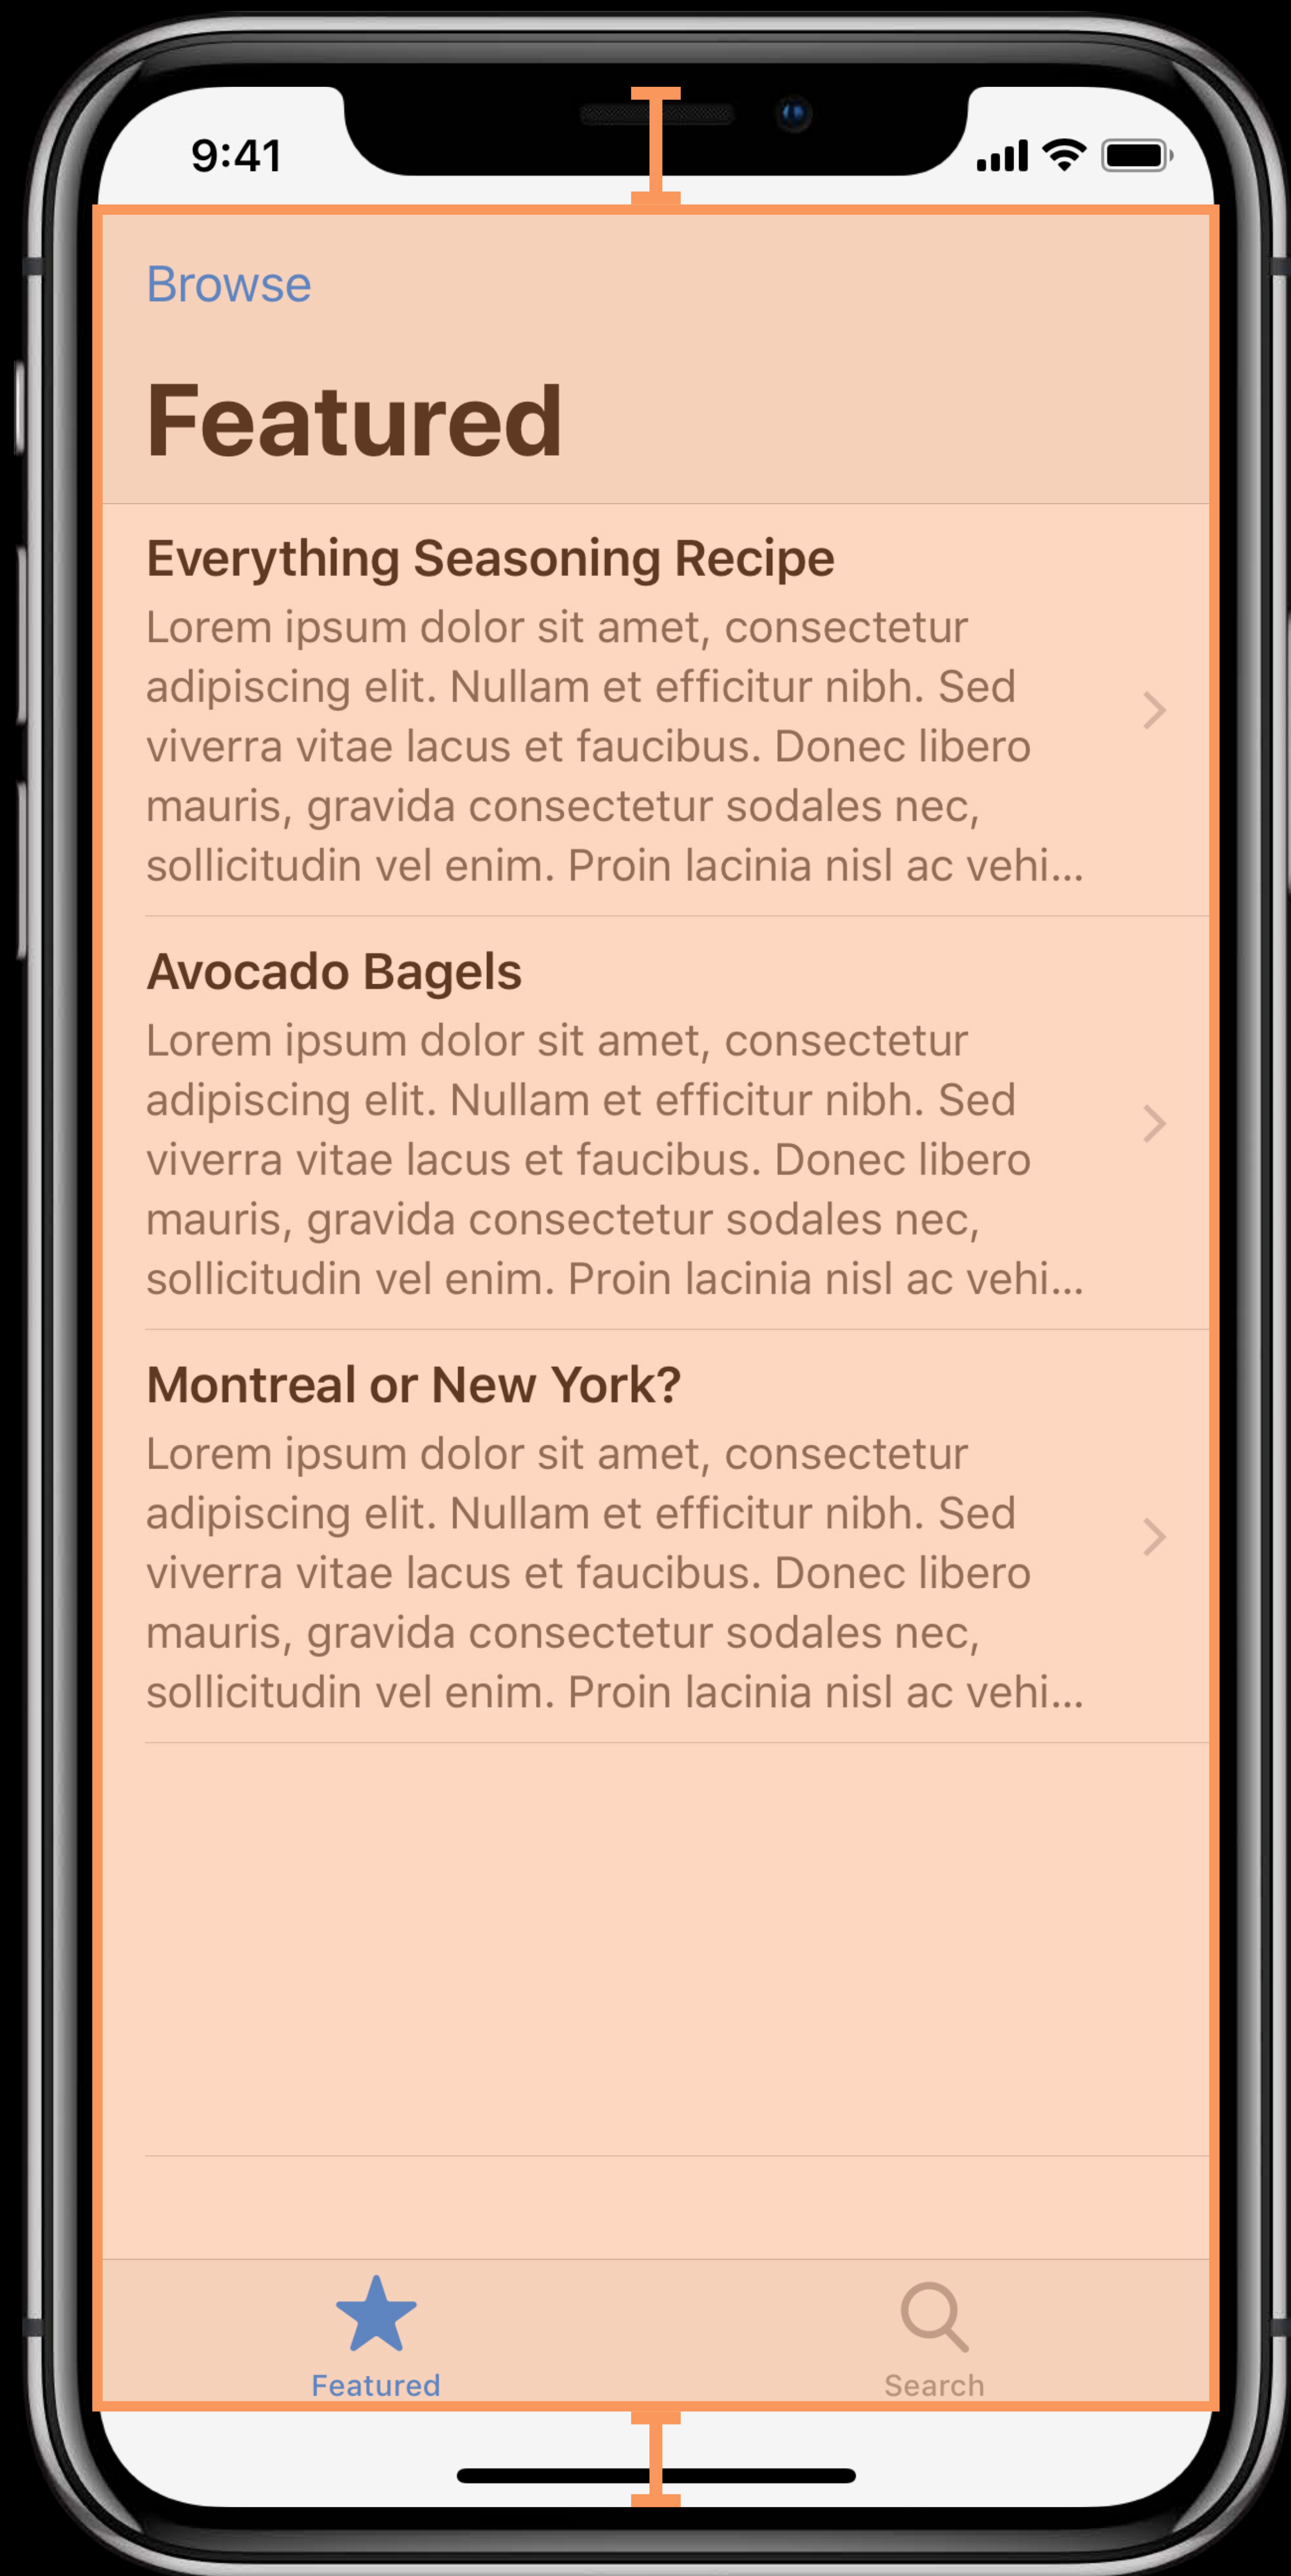 9:41
Browse
Featured
Everything Seasoning Recipe
Lorem ipsum dolor sit amet, consectetur
adipiscing elit. Nullam et efficitur nibh. Sed
viverra vitae lacus et faucibus. Donec libero
mauris, gravida consectetur sodales nec,
sollicitudin vel enim. Proin lacinia nisl ac vehi...
Avocado Bagels
Lorem ipsum dolor sit amet, consectetur
adipiscing elit. Nullam et efficitur nibh. Sed
viverra vitae lacus et faucibus. Donec libero
mauris, gravida consectetur sodales nec,
sollicitudin vel enim. Proin lacinia nisl ac vehi...
Montreal or New York?
Lorem ipsum dolor sit amet, consectetur
adipiscing elit. Nullam et efficitur nibh. Sed
viverra vitae lacus et faucibus. Donec libero
mauris, gravida consectetur sodales nec,
sollicitudin vel enim. Proin lacinia nisl ac vehi...
Featured Search